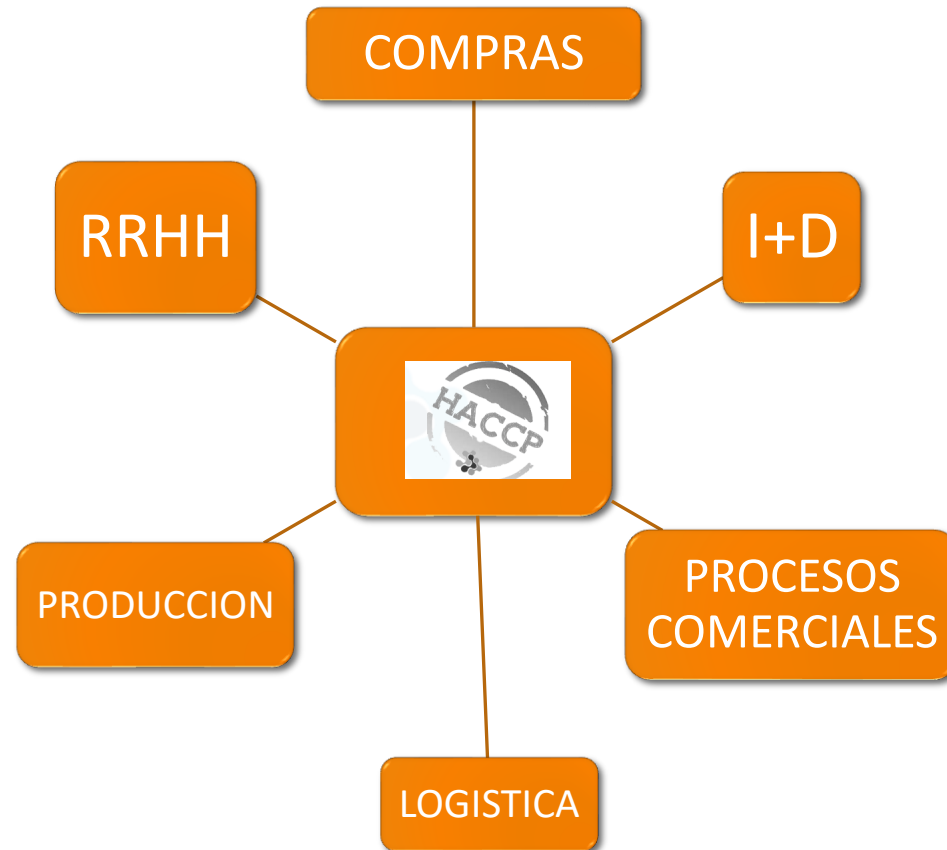 COMPRAS
RRHH
I+D
HACCP
PRODUCCION
PROCESOS
COMERCIALES
LOGISTICA